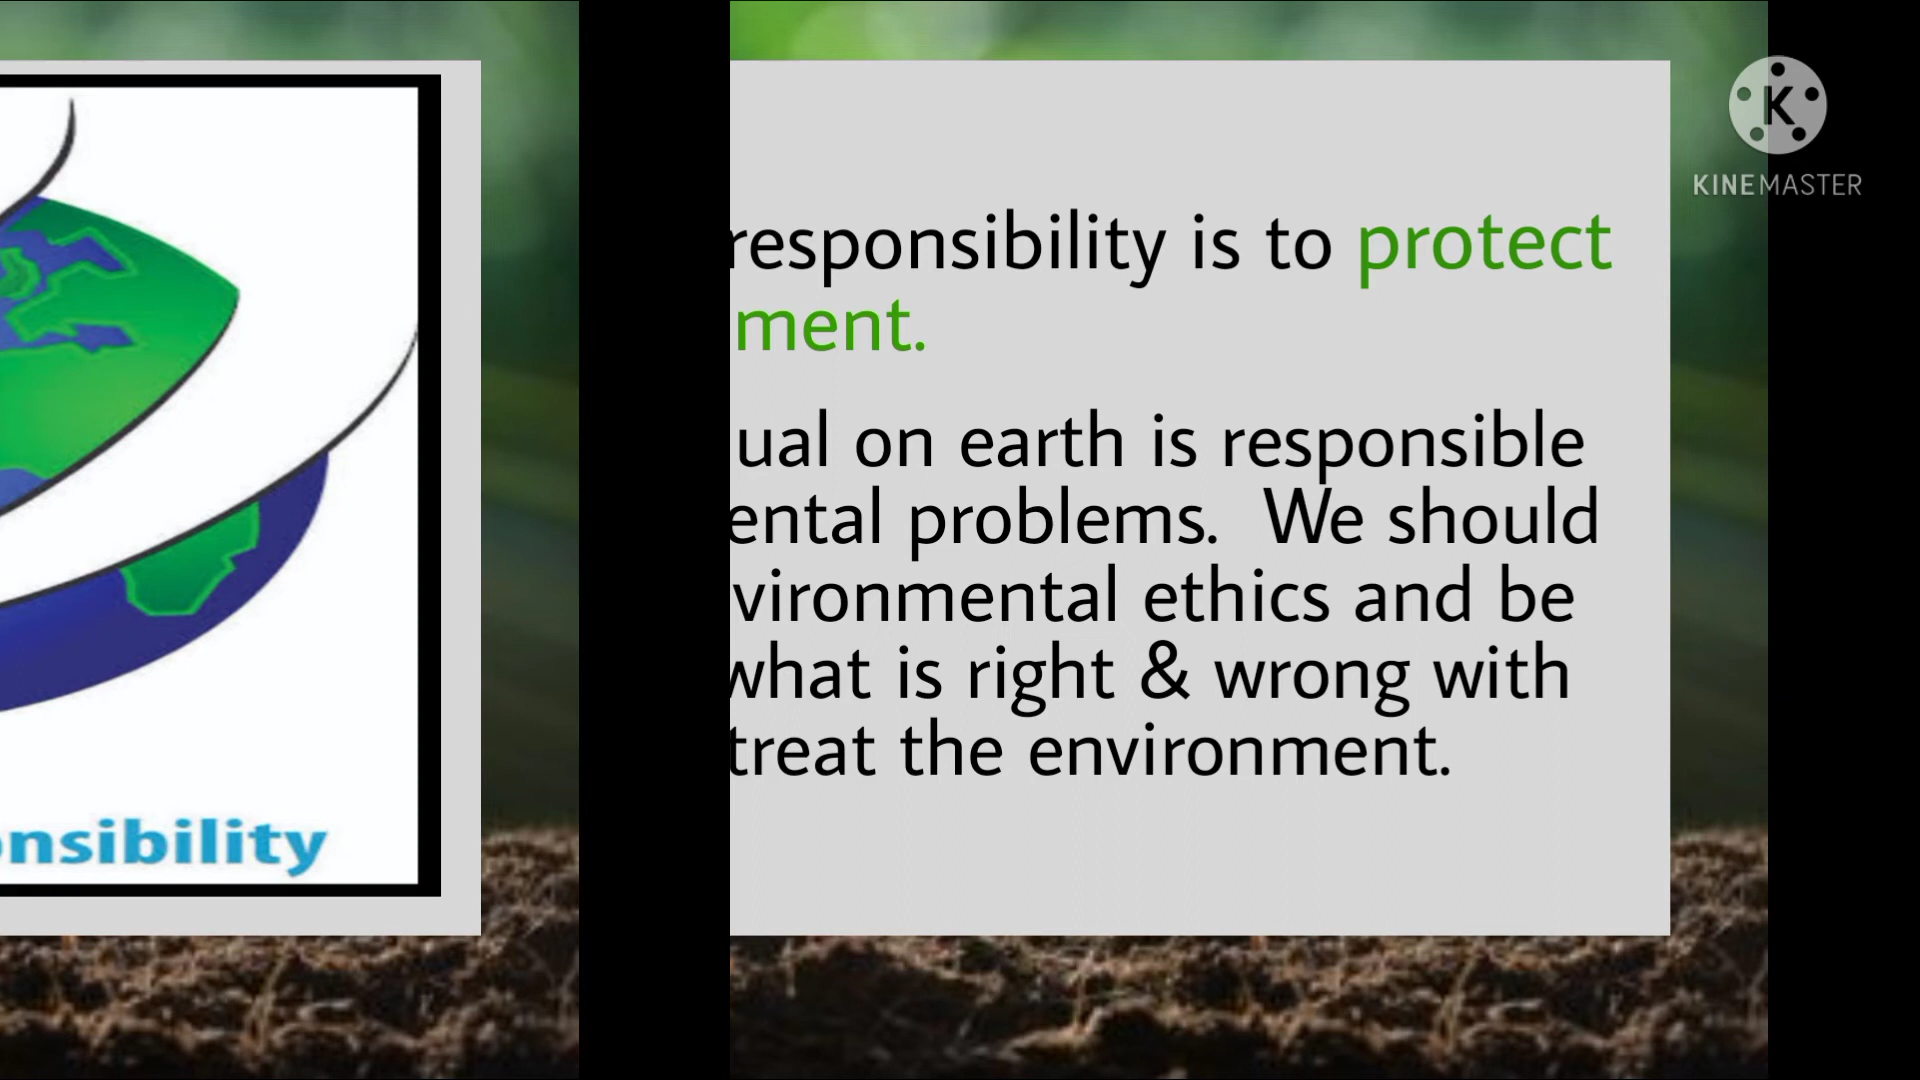 onsibility
responsibility is to protect
ment.
ual on earth is responsible
ental problems. We should
vironmental ethics and be
what is right & wrong with
treat the environment.
K
KINEMASTER